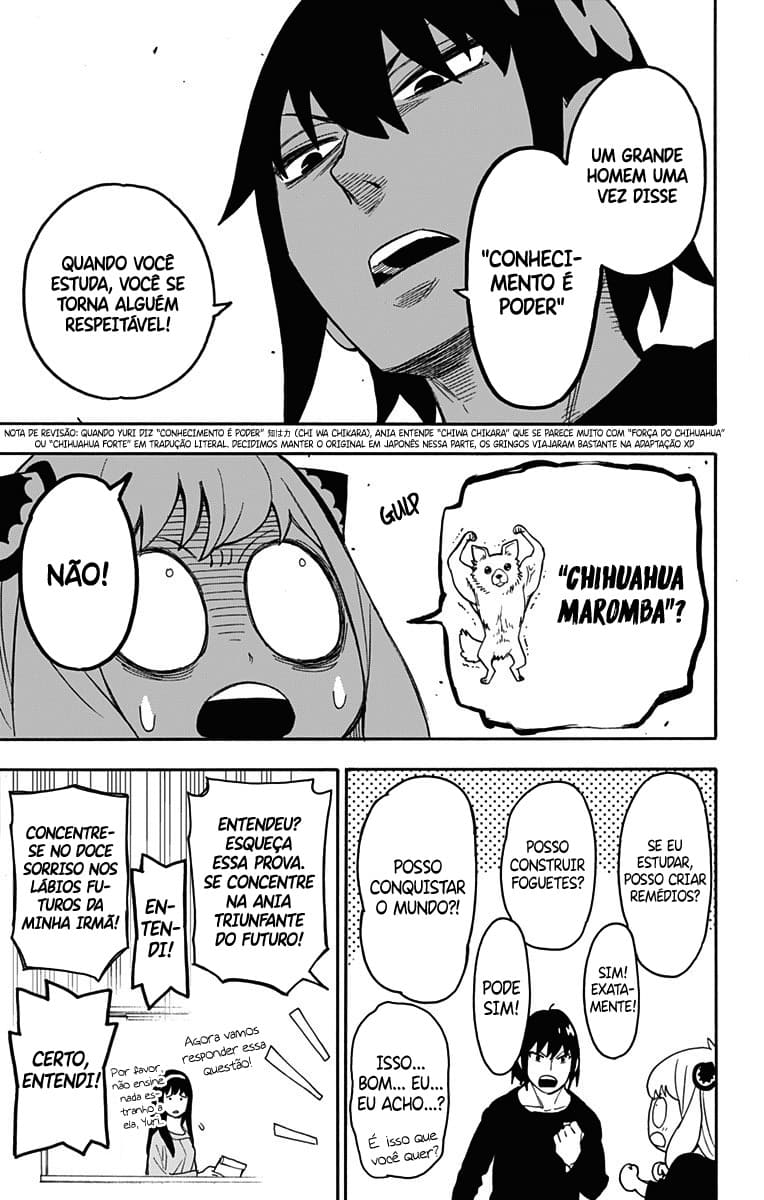 UM GRANDE
HOMEM UMA
VEZ DISSE
"CONHECI-
MENTO É
PODER"
QUANDO VOCÊ
ESTUDA, VOCÊ SE
TORNA ALGUÉM
RESPEITÁVEL!
NOTA DE REVISÃO: QUANDO YURI DIZ "CONHECIMENTO É PODER" 知は力 (CHI WA CHIKARA), ANIA ENTENDE "CHIWA CHIKARA" QUE SE PARECE MUITO COM "FORÇA DO CHIHUAHUA"
OU "CHIHUAHUA FORTE" EM TRADUÇÃO LITERAL. DECIDIMOS MANTER O ORIGINAL EM JAPONÊS NESSA PARTE, OS GRINGOS VIAJARAM BASTANTE NA ADAPTAÇÃO XD
GULP
"CHIHUAHUA
MAROMBA"?
NÃO!
SE EU
ESTUDAR,
POSSO CRIAR
REMÉDIOS?
SIM!
EXATA-
MENTE!
POSSO
CONSTRUIR
FOGUETES?
PODE
SIM!
POSSO
CONQUISTAR
O MUNDO?!
ISSO...
BOM... EU...
EU ACHO...?
É isso que
você quer?
ENTENDEU?
ESQUEÇA
ESSA PROVA.
SE CONCENTRE
NA ANIA
TRIUNFANTE
DO FUTURO!
EN-
TEN-
DI!
CONCENTRE-
SE NO DOCE
SORRISO NOS
LÁBIOS FU-
TUROS DA
MINHA IRMÃ!
CERTO,
ENTENDI!
Agora vamos
responder essa
questão!
Por favor,
não ensine
nada es-
tranho a
ela, Yuri.